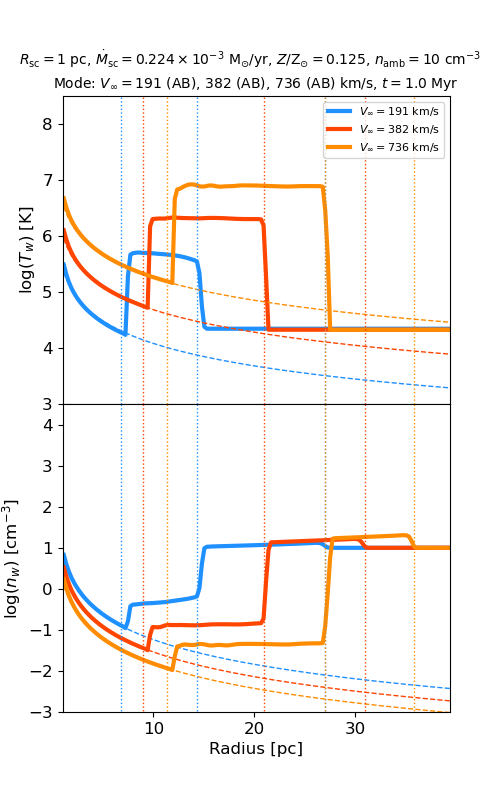 R_sc = 1 pc, Ṁ_sc = 0.224 × 10⁻³ M_⊙/yr, Z/Z_⊙ = 0.125, n_amb = 10 cm⁻³
Mode: V_∞ = 191 (AB), 382 (AB), 736 (AB) km/s, t = 1.0 Myr
V_∞ = 191 km/s
V_∞ = 382 km/s
V_∞ = 736 km/s
log(T_w) [K]
8
7
6
5
4
3
log(n_w) [cm⁻³]
4
3
2
1
0
−1
−2
−3
10 20 30
Radius [pc]